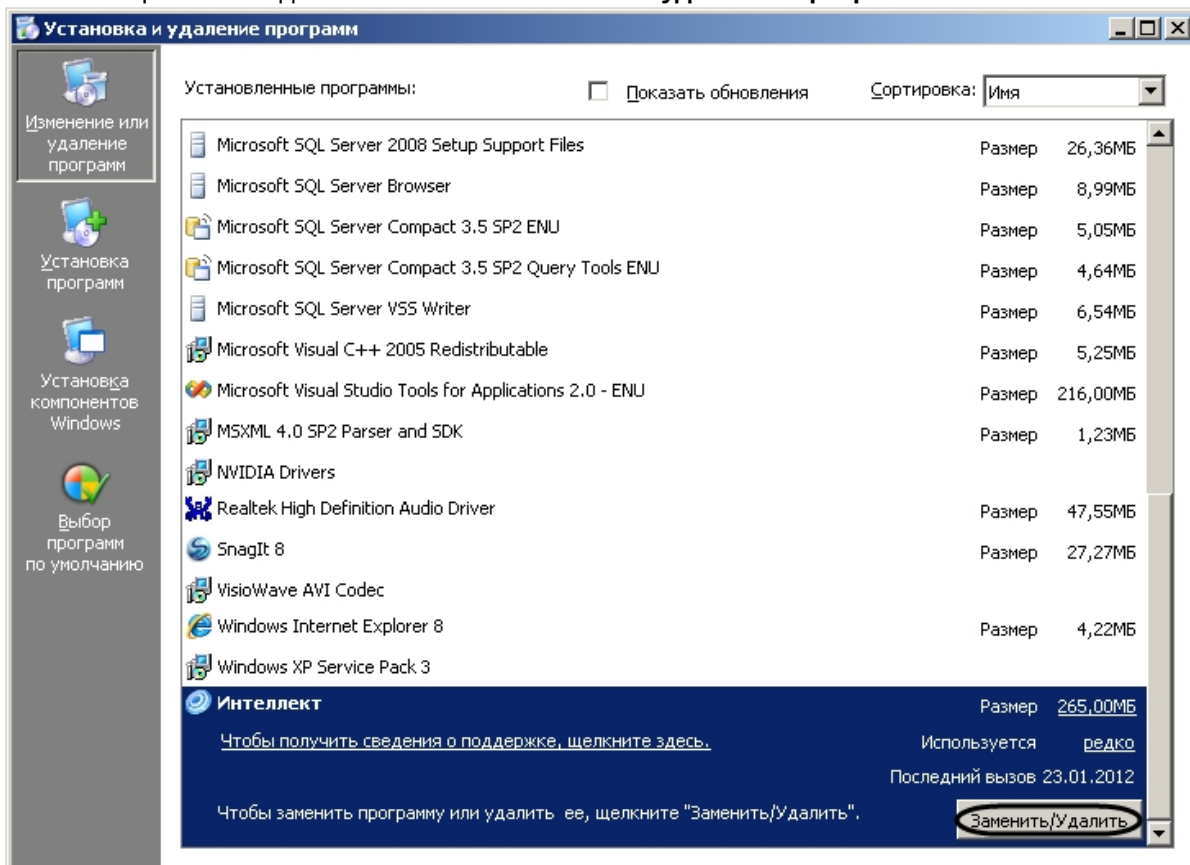 Установка и удаление программ
Изменение или
удаление
программ
Установка
программ
Установка
компонентов
Windows
Выбор
программ
по умолчанию
Установленные программы:
Показать обновления
Сортировка: Имя
Microsoft SQL Server 2008 Setup Support Files Размер 26,36МБ
Microsoft SQL Server Browser Размер 8,99МБ
Microsoft SQL Server Compact 3.5 SP2 ENU Размер 5,05МБ
Microsoft SQL Server Compact 3.5 SP2 Query Tools ENU Размер 4,64МБ
Microsoft SQL Server VSS Writer Размер 6,54МБ
Microsoft Visual C++ 2005 Redistributable Размер 5,25МБ
Microsoft Visual Studio Tools for Applications 2.0 - ENU Размер 216,00МБ
MSXML 4.0 SP2 Parser and SDK Размер 1,23МБ
NVIDIA Drivers
Realtek High Definition Audio Driver Размер 47,55МБ
SnagIt 8 Размер 27,27МБ
VisioWave AVI Codec
Windows Internet Explorer 8 Размер 4,22МБ
Windows XP Service Pack 3
Интеллект Размер 265,00МБ
Чтобы получить сведения о поддержке, щелкните здесь. Используется редко
Последний вызов 23.01.2012
Чтобы заменить программу или удалить ее, щелкните "Заменить/Удалить".
Заменить/Удалить